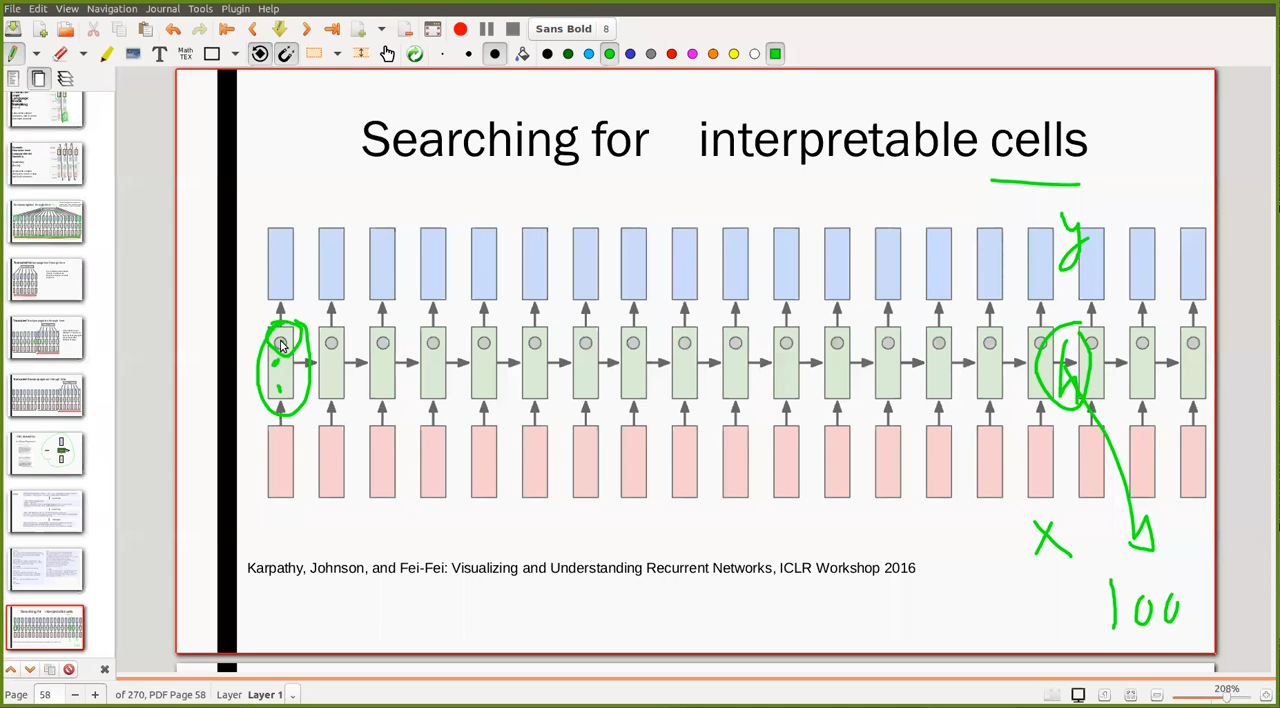 File Edit View Navigation Journal Tools Plugin Help
Sans Bold 8
Math TEX
Searching for interpretable cells
y
h
x
100
Karpathy, Johnson, and Fei-Fei: Visualizing and Understanding Recurrent Networks, ICLR Workshop 2016
208%
Page 58 of 270, PDF Page 58 Layer Layer 1